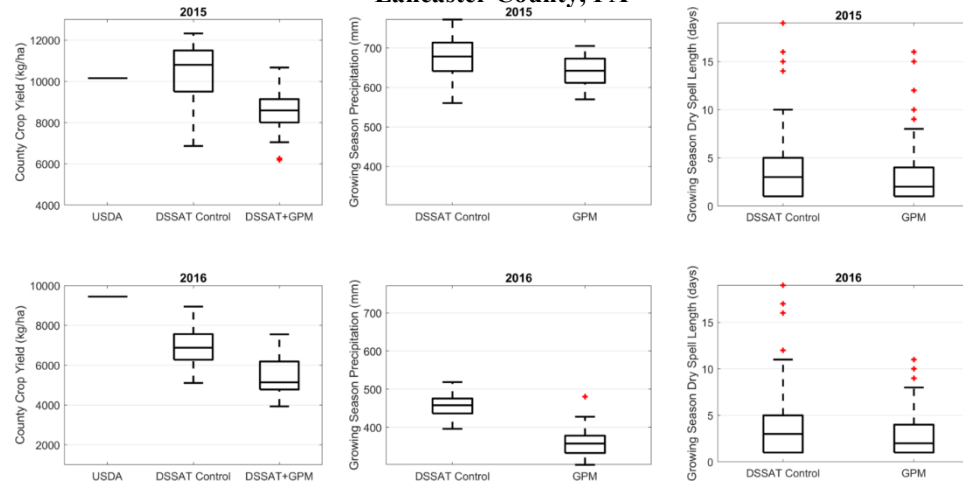 Lancaster County, PA
2015
County Crop Yield (kg/ha)
12000
10000
8000
6000
4000
USDA
DSSAT Control
DSSAT+GPM
2015
Growing Season Precipitation (mm)
700
600
500
400
DSSAT Control
GPM
2015
Growing Season Dry Spell Length (days)
15
10
5
0
DSSAT Control
GPM
2016
County Crop Yield (kg/ha)
10000
8000
6000
4000
2000
USDA
DSSAT Control
DSSAT+GPM
2016
Growing Season Precipitation (mm)
700
600
500
400
DSSAT Control
GPM
2016
Growing Season Dry Spell Length (days)
15
10
5
0
DSSAT Control
GPM